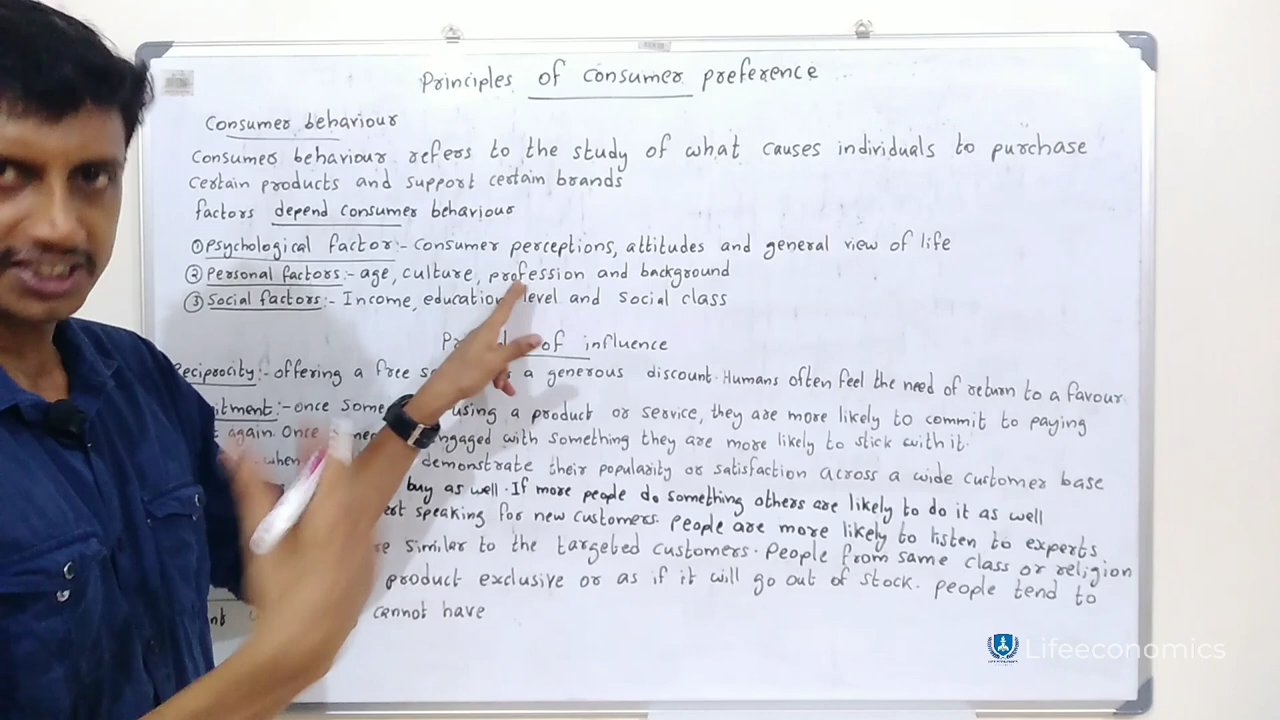 Principles of consumer preference
Consumer behaviour
Consumer behaviour refers to the study of what causes individuals to purchase
certain products and support certain brands
factors depend consumer behaviour
① Psychological factor:- Consumer perceptions, attitudes and general view of life
② Personal factors:- age, culture, profession and background
③ Social factors:- Income, education level and Social class
of influence
Reciprocity:- offering a free a generous discount. Humans often feel the need of return to a favour
itment:- once some using a product or service, they are more likely to commit to paying
again. Once engaged with something they are more likely to stick with it.
when demonstrate their popularity or satisfaction across a wide customer base
buy as well. If more people do something others are likely to do it as well
ert speaking for new customers. people are more likely to listen to experts
re similar to the targeted customers. People from same class or religion
product exclusive or as if it will go out of stock. people tend to
nt cannot have
Lifeeconomics